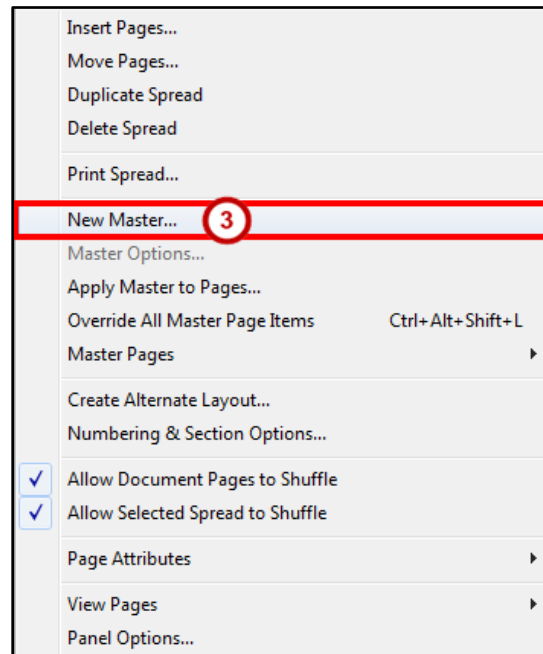 Insert Pages...
Move Pages...
Duplicate Spread
Delete Spread
Print Spread...
New Master... 3
Master Options...
Apply Master to Pages...
Override All Master Page Items Ctrl+Alt+Shift+L
Master Pages
Create Alternate Layout...
Numbering & Section Options...
Allow Document Pages to Shuffle
Allow Selected Spread to Shuffle
Page Attributes
View Pages
Panel Options...